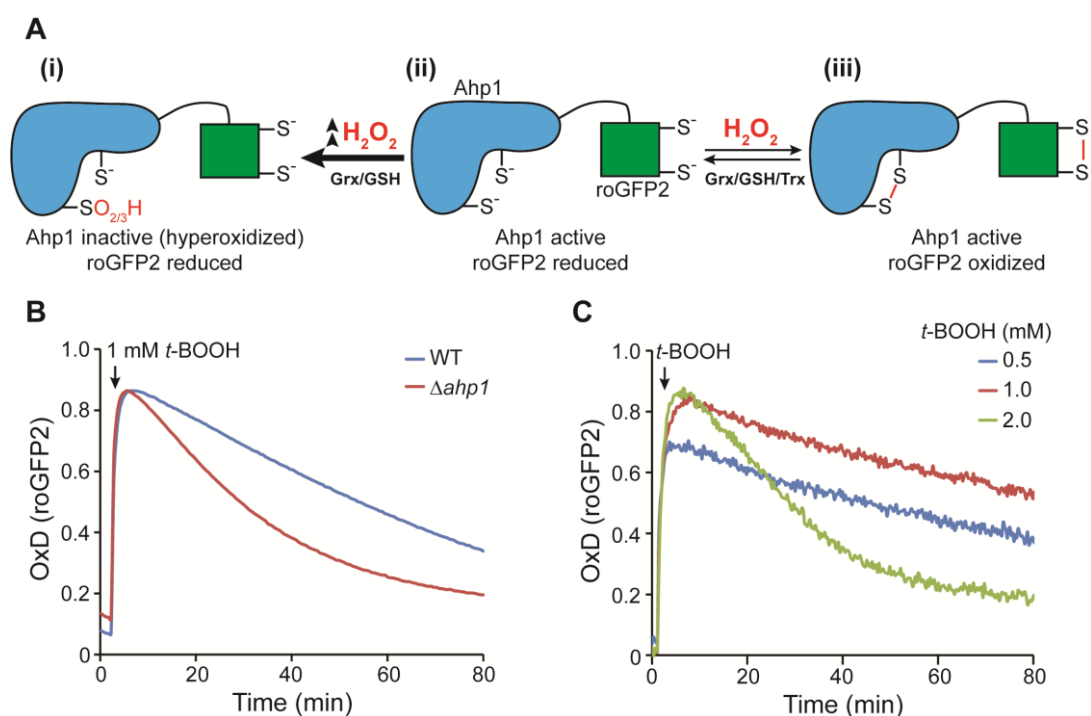 A
(i)
(ii)
(iii)
Ahp1
S⁻
S⁻
H₂O₂
S⁻
H₂O₂
S
S⁻
S⁻
Grx/GSH
S⁻
S⁻
Grx/GSH/Trx
S
S
SO₂/₃H
S⁻
roGFP2
S
Ahp1 inactive (hyperoxidized)
roGFP2 reduced
Ahp1 active
roGFP2 reduced
Ahp1 active
roGFP2 oxidized
B
1 mM t-BOOH
WT
Δahp1
OxD (roGFP2)
1.0
0.8
0.6
0.4
0.2
0
0 20 40 60 80
Time (min)
C
t-BOOH
t-BOOH (mM)
0.5
1.0
2.0
OxD (roGFP2)
1.0
0.8
0.6
0.4
0.2
0
0 20 40 60 80
Time (min)